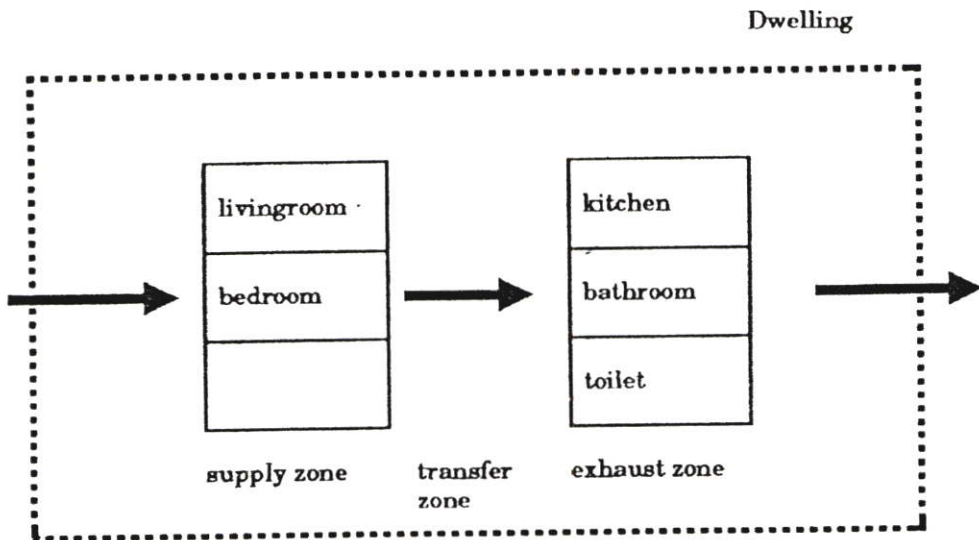 Dwelling
livingroom
bedroom
kitchen
bathroom
toilet
supply zone
transfer
zone
exhaust zone